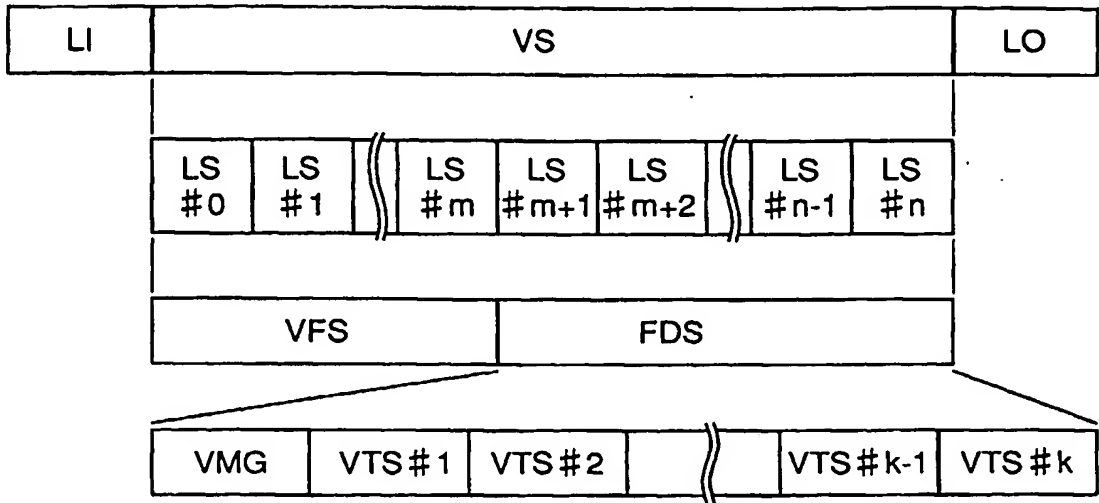 LI VS LO
LS LS LS LS LS LS LS
#0 #1 #m #m+1 #m+2 #n-1 #n
VFS FDS
VMG VTS#1 VTS#2 VTS#k-1 VTS#k